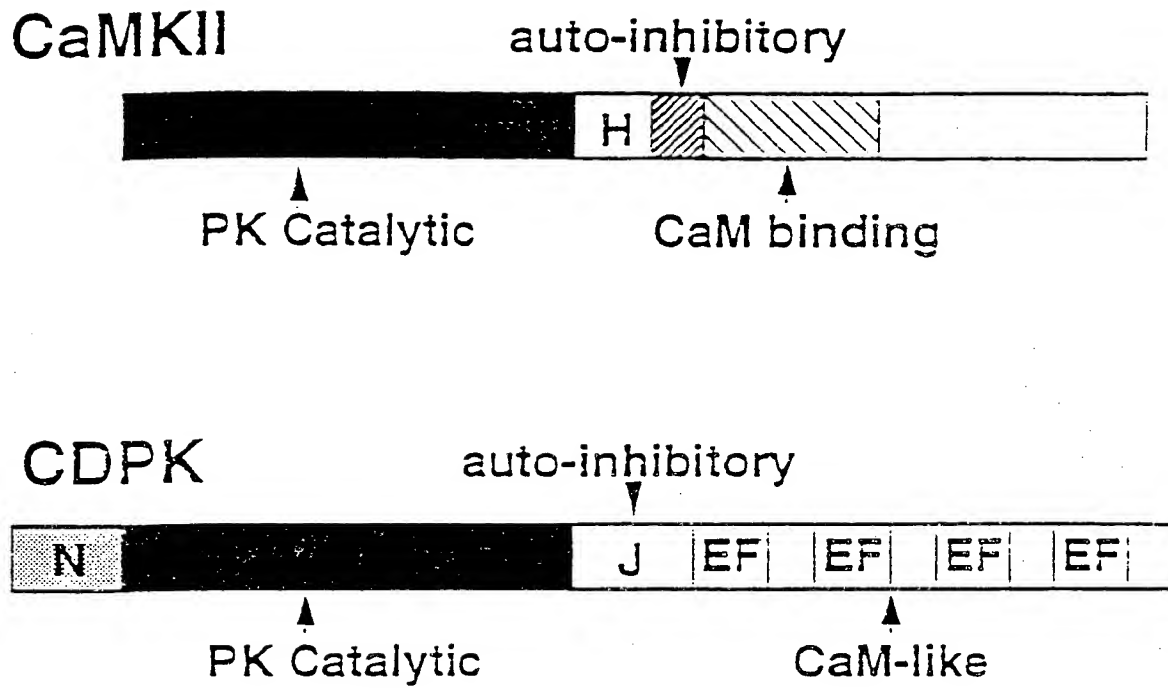 CaMKII
auto-inhibitory
H
PK Catalytic
CaM binding
CDPK
auto-inhibitory
N
J
EF
EF
EF
EF
PK Catalytic
CaM-like